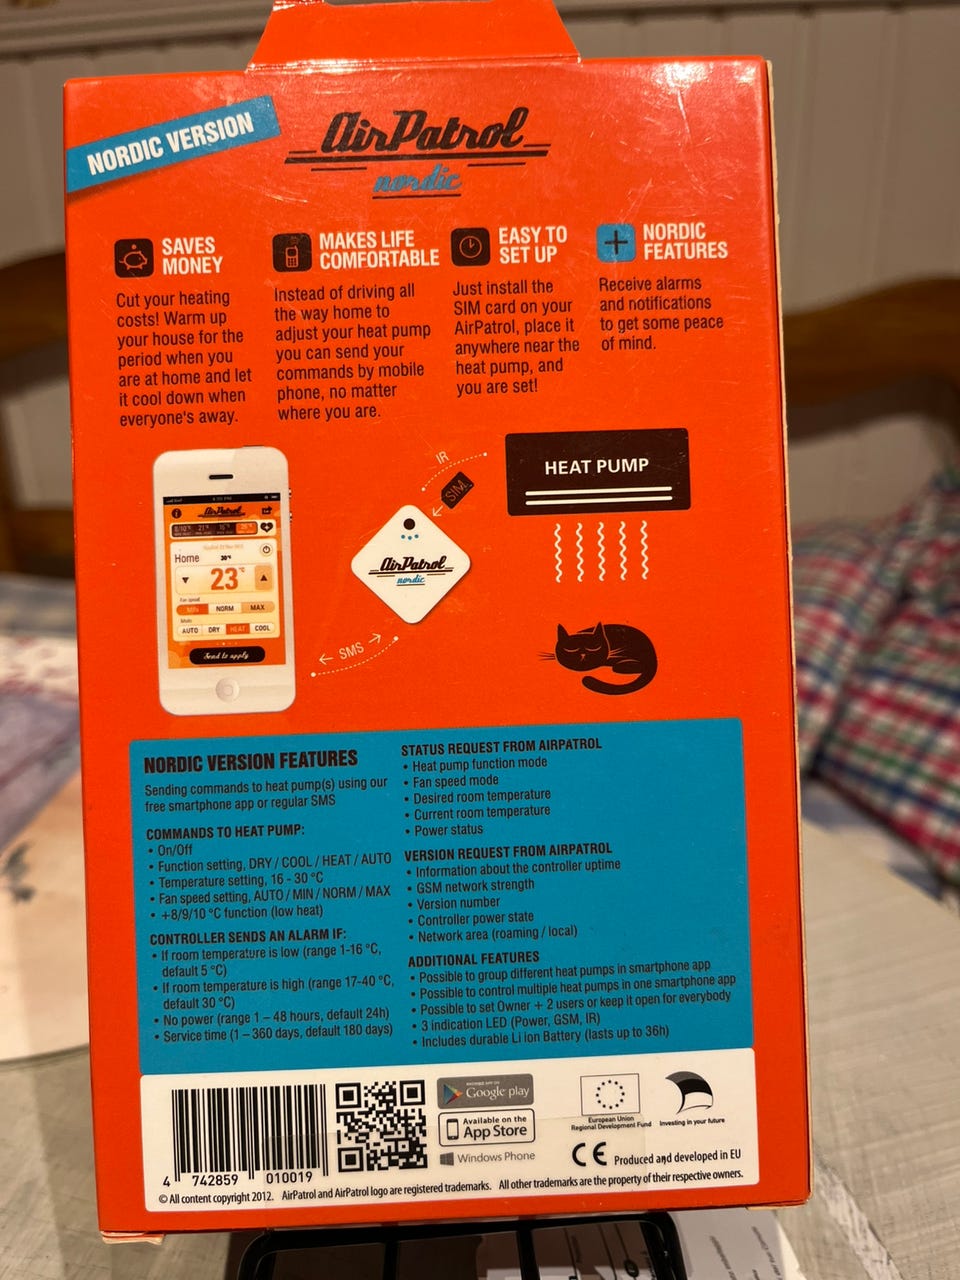 NORDIC VERSION
AirPatrol
nordic
SAVES
MONEY
Cut your heating
costs! Warm up
your house for the
period when you
are at home and let
it cool down when
everyone's away.
MAKES LIFE
COMFORTABLE
Instead of driving all
the way home to
adjust your heat pump
you can send your
commands by mobile
phone, no matter
where you are.
EASY TO
SET UP
Just install the
SIM card on your
AirPatrol, place it
anywhere near the
heat pump, and
you are set!
NORDIC
FEATURES
Receive alarms
and notifications
to get some peace
of mind.
AirPatrol
Home
30°c
23°c
Fan speed
MIN NORM MAX
Mode
AUTO DRY HEAT COOL
Send to apply
IR
SIM
AirPatrol
nordic
SMS
HEAT PUMP
NORDIC VERSION FEATURES
Sending commands to heat pump(s) using our
free smartphone app or regular SMS
COMMANDS TO HEAT PUMP:
• On/Off
• Function setting, DRY / COOL / HEAT / AUTO
• Temperature setting, 16 - 30 °C
• Fan speed setting, AUTO / MIN / NORM / MAX
• +8/9/10 °C function (low heat)
CONTROLLER SENDS AN ALARM IF:
• If room temperature is low (range 1-16 °C,
default 5 °C)
• If room temperature is high (range 17-40 °C,
default 30 °C)
• No power (range 1 – 48 hours, default 24h)
• Service time (1 – 360 days, default 180 days)
STATUS REQUEST FROM AIRPATROL
• Heat pump function mode
• Fan speed mode
• Desired room temperature
• Current room temperature
• Power status
VERSION REQUEST FROM AIRPATROL
• Information about the controller uptime
• GSM network strength
• Version number
• Controller power state
• Network area (roaming / local)
ADDITIONAL FEATURES
• Possible to group different heat pumps in smartphone app
• Possible to control multiple heat pumps in one smartphone app
• Possible to set Owner + 2 users or keep it open for everybody
• 3 indication LED (Power, GSM, IR)
• Includes durable Li ion Battery (lasts up to 36h)
4 742859 010019
Google play
Available on the
App Store
Windows Phone
European Union
Regional Development Fund
Investing in your future
CE Produced and developed in EU
© All content copyright 2012. AirPatrol and AirPatrol logo are registered trademarks. All other trademarks are the property of their respective owners.